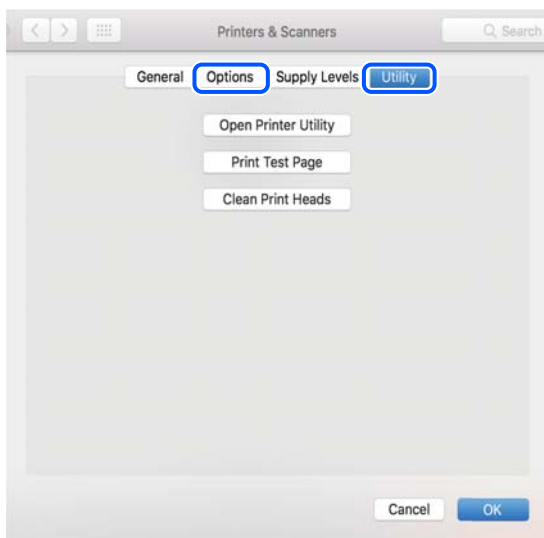 Printers & Scanners Search
General Options Supply Levels Utility
Open Printer Utility
Print Test Page
Clean Print Heads
Cancel OK